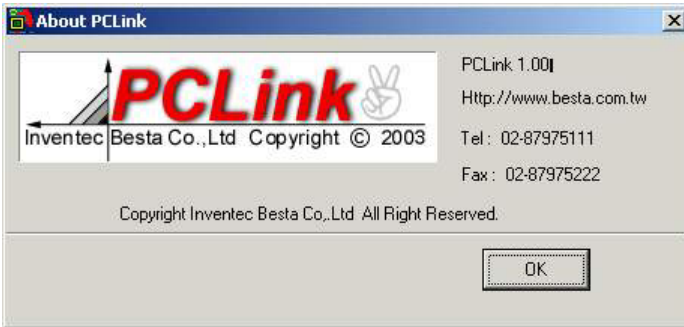 About PCLink
PCLink
Inventec Besta Co.,Ltd Copyright © 2003
PCLink 1.00
Http://www.besta.com.tw
Tel : 02-87975111
Fax : 02-87975222
Copyright Inventec Besta Co,.Ltd All Right Reserved.
OK